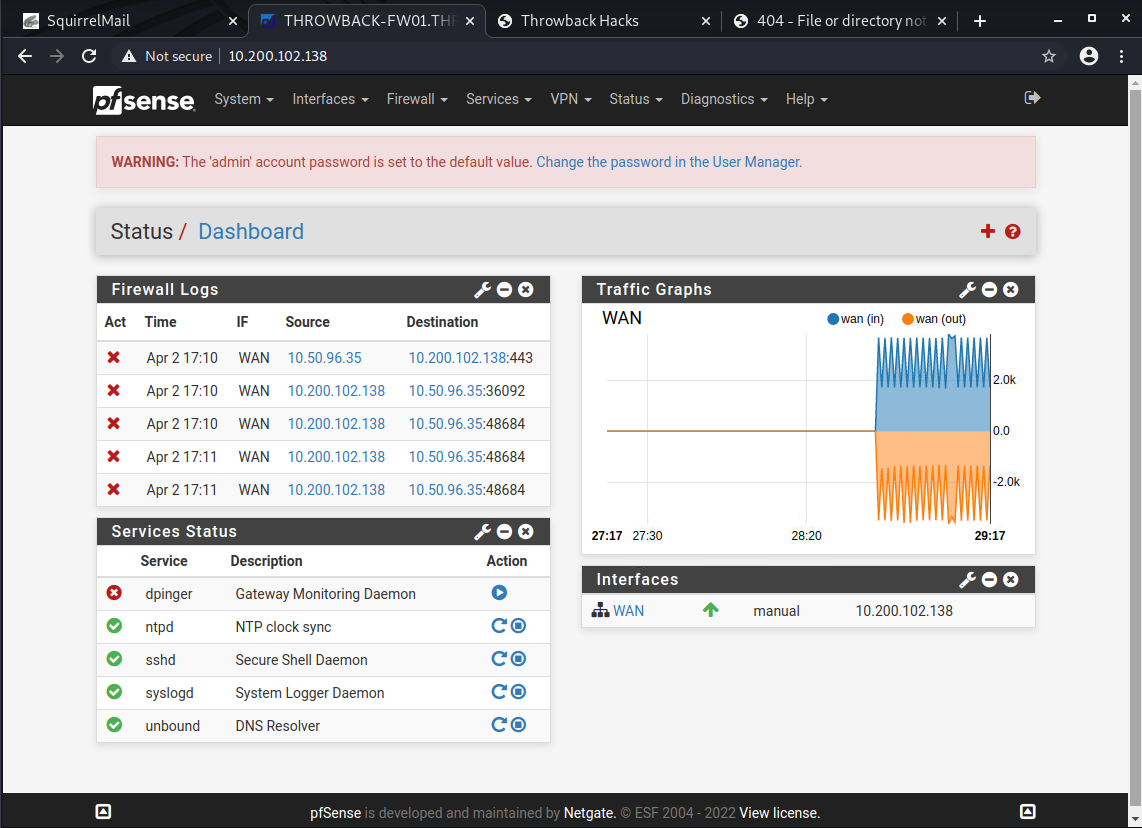 SquirrelMail THROWBACK-FW01.TH Throwback Hacks 404 - File or directory not
Not secure 10.200.102.138
pfsense System Interfaces Firewall Services VPN Status Diagnostics Help
WARNING: The 'admin' account password is set to the default value. Change the password in the User Manager.
Status / Dashboard
Firewall Logs
Act Time IF Source Destination
Apr 2 17:10 WAN 10.50.96.35 10.200.102.138:443
Apr 2 17:10 WAN 10.200.102.138 10.50.96.35:36092
Apr 2 17:10 WAN 10.200.102.138 10.50.96.35:48684
Apr 2 17:11 WAN 10.200.102.138 10.50.96.35:48684
Apr 2 17:11 WAN 10.200.102.138 10.50.96.35:48684
Services Status
Service Description Action
dpinger Gateway Monitoring Daemon
ntpd NTP clock sync
sshd Secure Shell Daemon
syslogd System Logger Daemon
unbound DNS Resolver
Traffic Graphs
WAN wan (in) wan (out)
2.0k
0.0
-2.0k
27:17 27:30 28:20 29:17
Interfaces
WAN manual 10.200.102.138
pfSense is developed and maintained by Netgate. © ESF 2004 - 2022 View license.